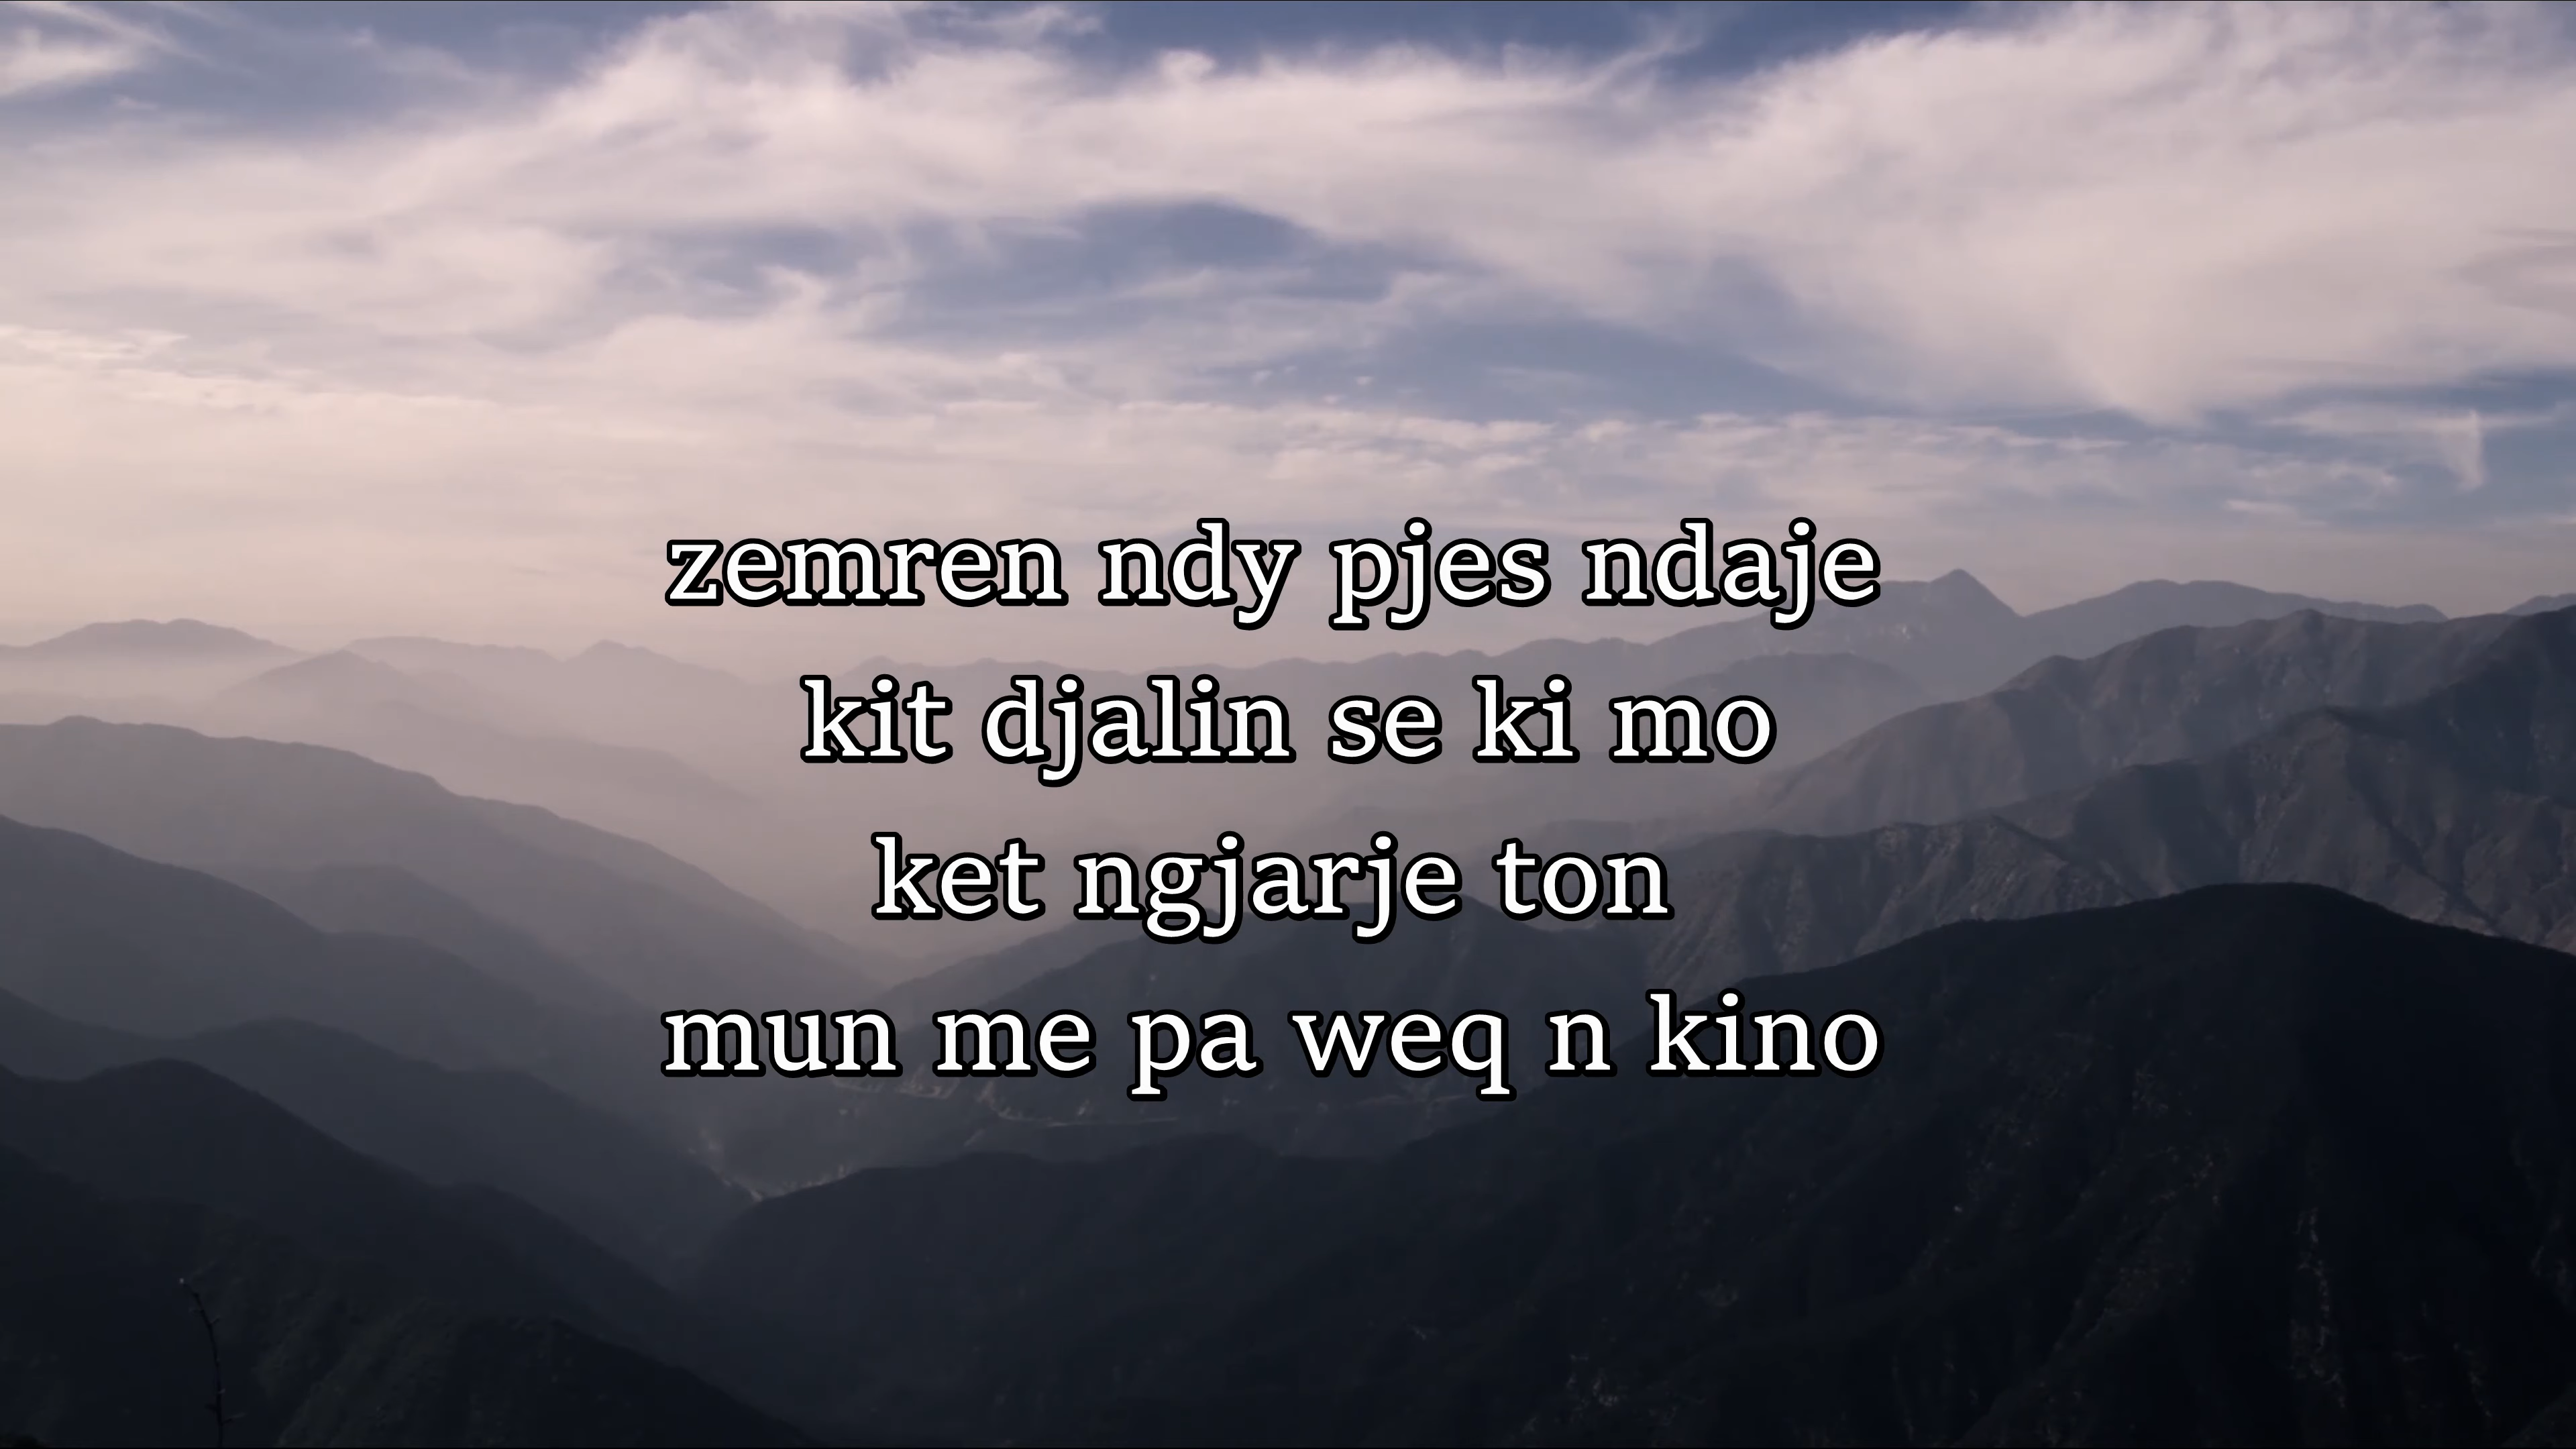 zemren ndy pjes ndaje
kit djalin se ki mo
ket ngjarje ton
mun me pa weq n kino